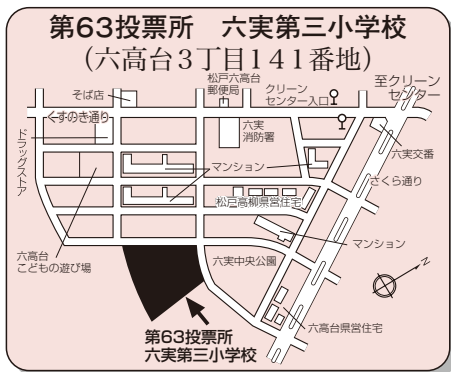 第63投票所 六実第三小学校
(六高台3丁目141番地)
松戸六高台
郵便局
クリーン
センター入口
至クリーン
センター
そば店
くすのき通り
ドラッグストア
六実
消防署
六実交番
マンション
さくら通り
松戸高柳県営住宅
マンション
六高台
こどもの遊び場
六実中央公園
N
第63投票所
六実第三小学校
六高台県営住宅